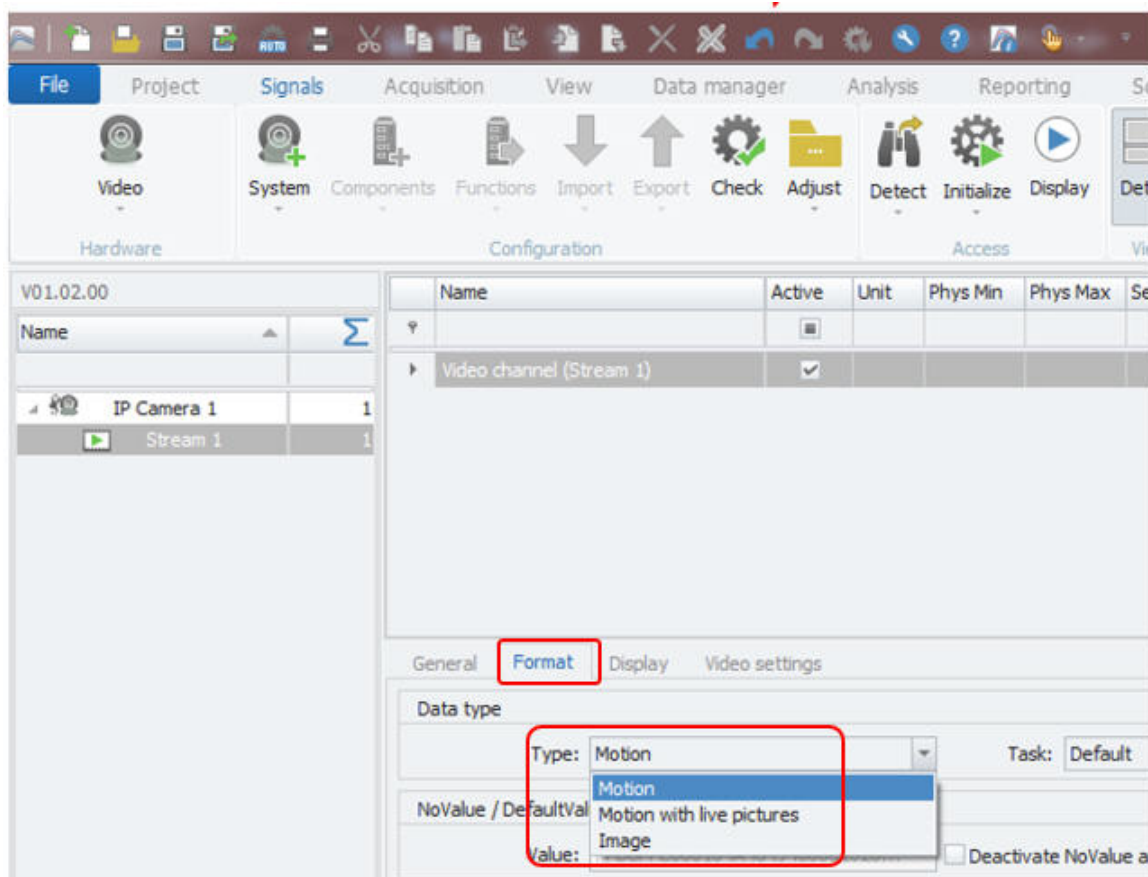 AUTO
File Project Signals Acquisition View Data manager Analysis Reporting
Video System Components Functions Import Export Check Adjust Detect Initialize Display
Hardware Configuration Access
V01.02.00
Name Active Unit Phys Min Phys Max
Name Σ
Video channel (Stream 1)
IP Camera 1 1
Stream 1 1
General Format Display Video settings
Data type
Type: Motion Task: Default
Motion
NoValue / DefaultVal Motion with live pictures
Image
Value: Deactivate NoValue a